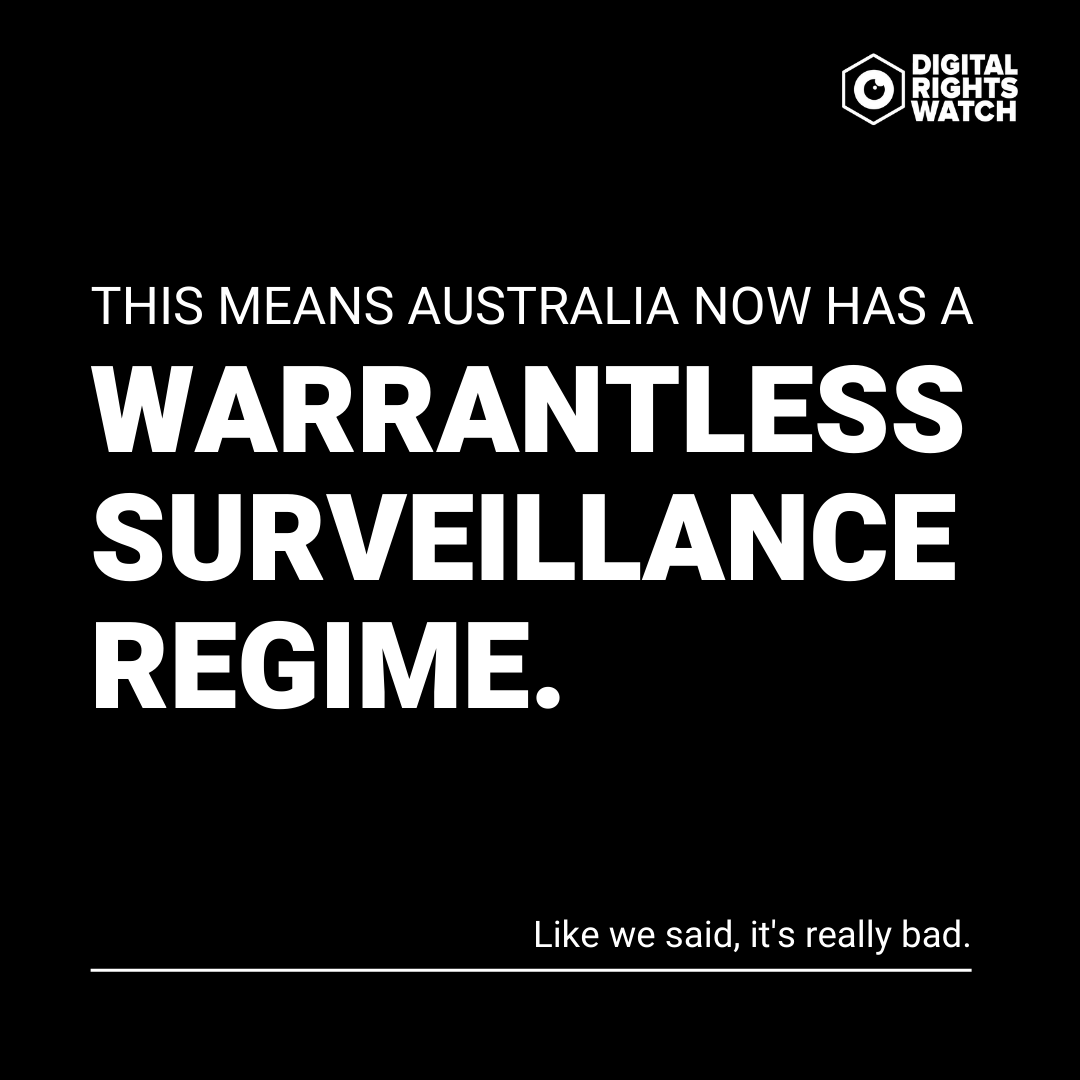 DIGITAL
RIGHTS
WATCH
THIS MEANS AUSTRALIA NOW HAS A
WARRANTLESS
SURVEILLANCE
REGIME.
Like we said, it's really bad.